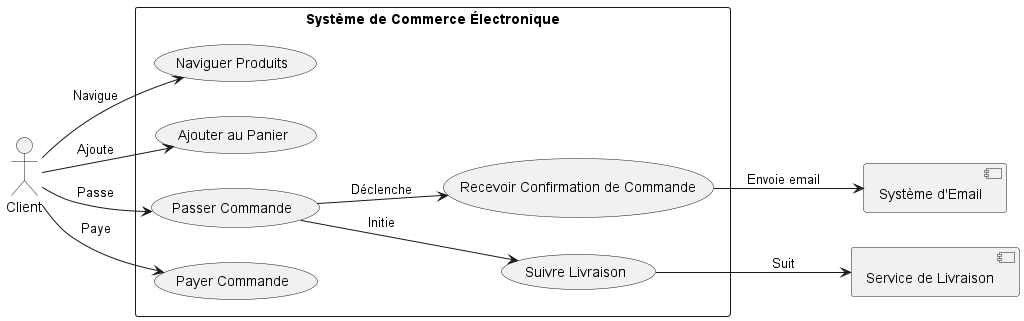 Système de Commerce Électronique
Naviguer Produits
Navigue
Ajouter au Panier
Ajoute
Recevoir Confirmation de Commande
Envoie email
Système d'Email
Déclenche
Passe
Passer Commande
Client
Initie
Paye
Suivre Livraison
Suit
Service de Livraison
Payer Commande